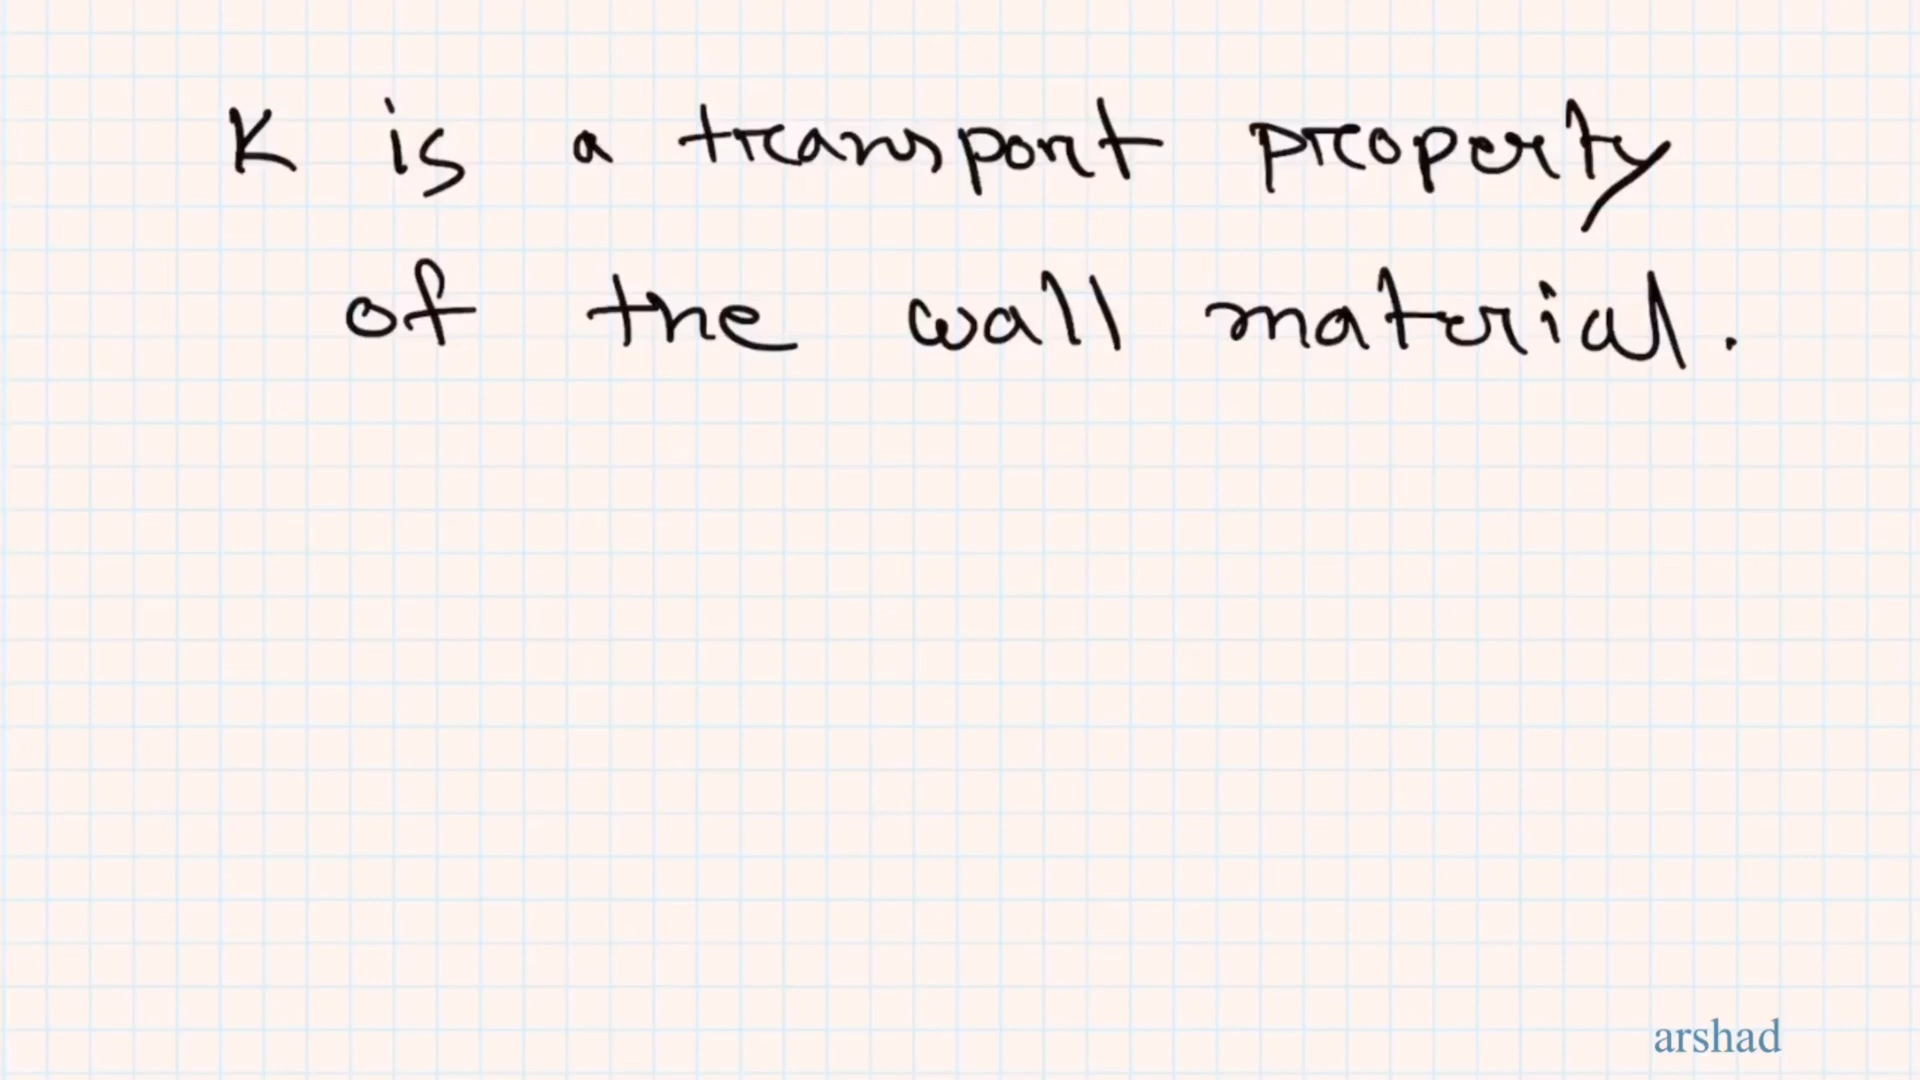 K is a transport property
of the wall material.
arshad